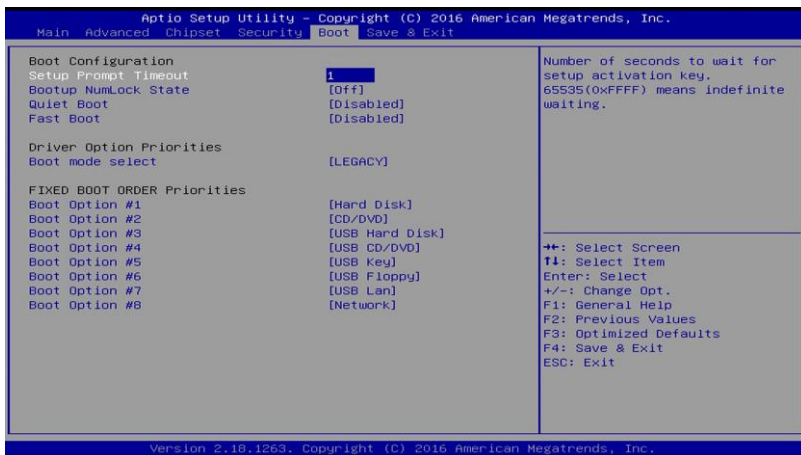 Aptio Setup Utility – Copyright (C) 2016 American Megatrends, Inc.
Main Advanced Chipset Security Boot Save & Exit
Boot Configuration
Setup Prompt Timeout 1
Bootup NumLock State [Off]
Quiet Boot [Disabled]
Fast Boot [Disabled]
Driver Option Priorities
Boot mode select [LEGACY]
FIXED BOOT ORDER Priorities
Boot Option #1 [Hard Disk]
Boot Option #2 [CD/DVD]
Boot Option #3 [USB Hard Disk]
Boot Option #4 [USB CD/DVD]
Boot Option #5 [USB Key]
Boot Option #6 [USB Floppy]
Boot Option #7 [USB Lan]
Boot Option #8 [Network]
Number of seconds to wait for
setup activation key.
65535(0xFFFF) means indefinite
waiting.
→←: Select Screen
↑↓: Select Item
Enter: Select
+/-: Change Opt.
F1: General Help
F2: Previous Values
F3: Optimized Defaults
F4: Save & Exit
ESC: Exit
Version 2.18.1263. Copyright (C) 2016 American Megatrends, Inc.